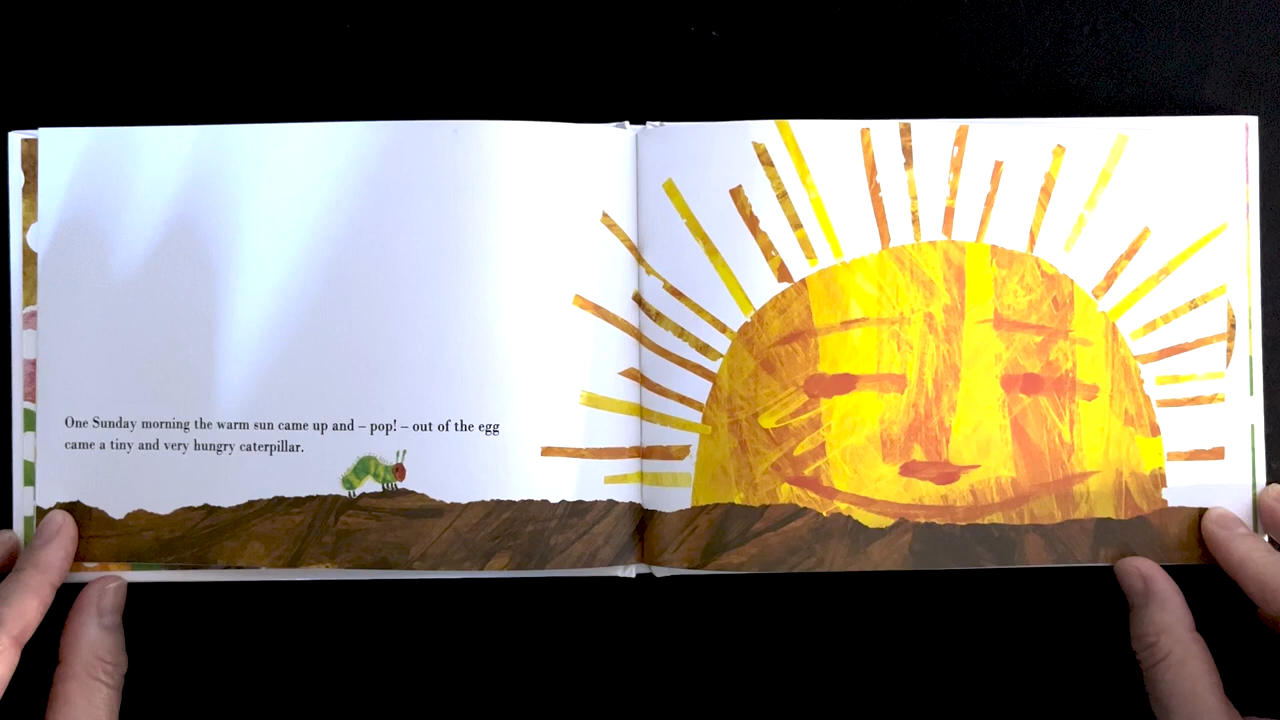 One Sunday morning the warm sun came up and – pop! – out of the egg
came a tiny and very hungry caterpillar.